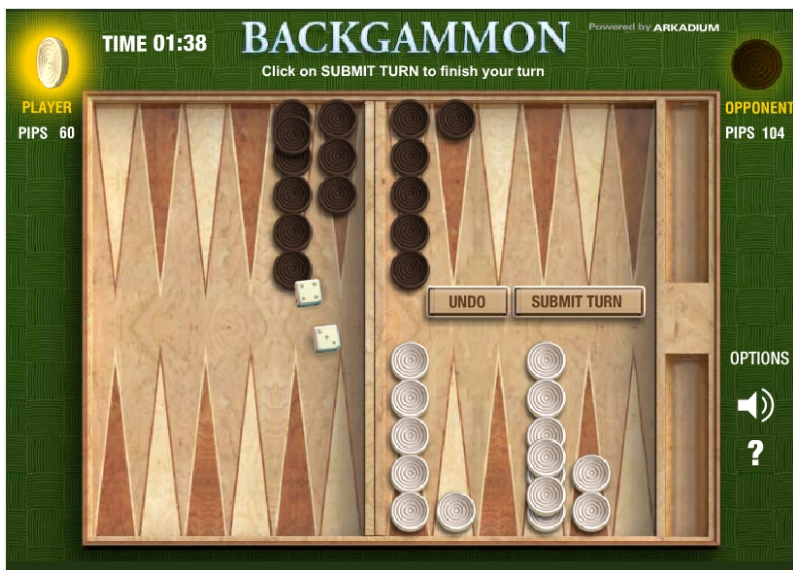 TIME 01:38
BACKGAMMON
Powered by ARKADIUM
Click on SUBMIT TURN to finish your turn
PLAYER
PIPS 60
OPPONENT
PIPS 104
UNDO
SUBMIT TURN
OPTIONS
?